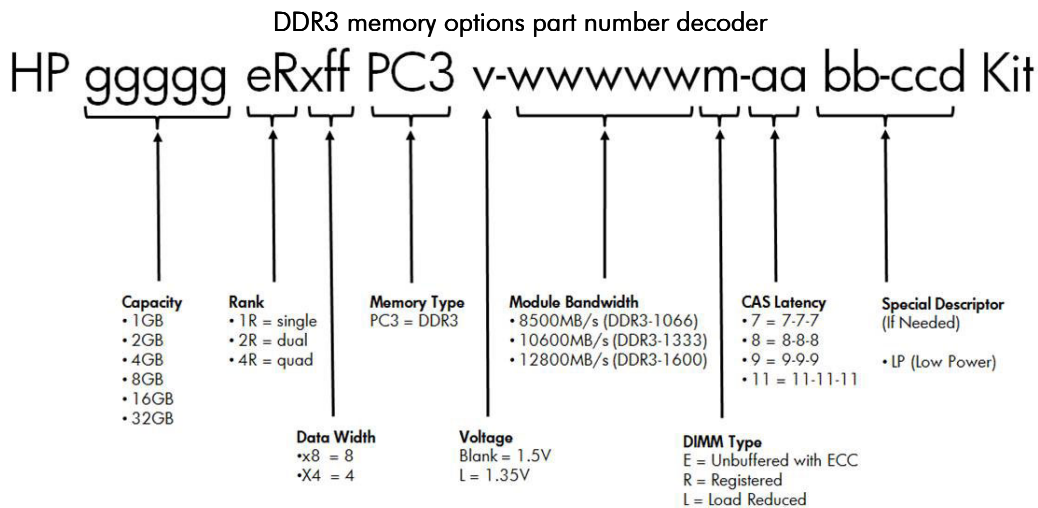 DDR3 memory options part number decoder
HP ggggg eRxff PC3 v-wwwwwm-aa bb-ccd Kit
Capacity
• 1GB
• 2GB
• 4GB
• 8GB
• 16GB
• 32GB
Rank
• 1R = single
• 2R = dual
• 4R = quad
Memory Type
PC3 = DDR3
Module Bandwidth
• 8500MB/s (DDR3-1066)
• 10600MB/s (DDR3-1333)
• 12800MB/s (DDR3-1600)
CAS Latency
• 7 = 7-7-7
• 8 = 8-8-8
• 9 = 9-9-9
• 11 = 11-11-11
Special Descriptor
(If Needed)
• LP (Low Power)
Data Width
•x8 = 8
•X4 = 4
Voltage
Blank = 1.5V
L = 1.35V
DIMM Type
E = Unbuffered with ECC
R = Registered
L = Load Reduced